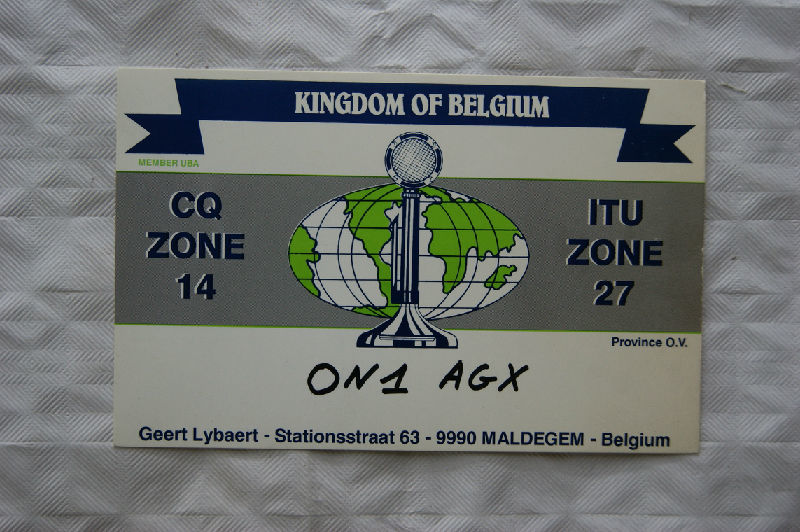 KINGDOM OF BELGIUM
MEMBER UBA
CQ
ZONE
14
ITU
ZONE
27
Province O.V.
ON1 AGX
Geert Lybaert - Stationsstraat 63 - 9990 MALDEGEM - Belgium